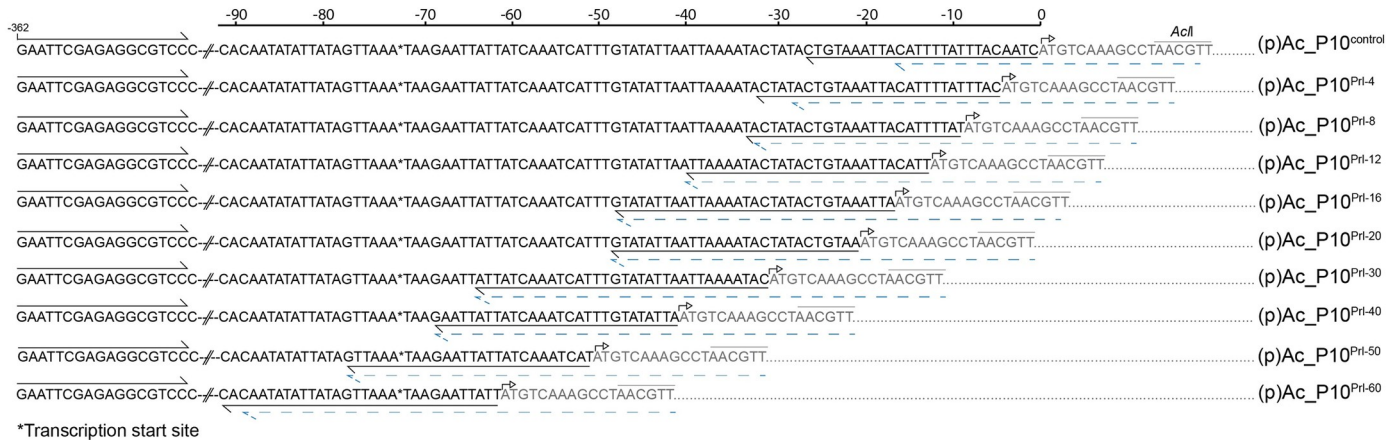 -90 -80 -70 -60 -50 -40 -30 -20 -10 0
-362
AclI
GAATTCGAGAGGCGTCCC-//-CACAATATATTATAGTTAAA*TAAGAATTATTATCAAATCATTTGTATATTAATTAAAATACTATACTGTAAATTACATTTTATTTACAATCATGTCAAAGCCTAACGTT (p)Ac_P10control
GAATTCGAGAGGCGTCCC-//-CACAATATATTATAGTTAAA*TAAGAATTATTATCAAATCATTTGTATATTAATTAAAATACTATACTGTAAATTACATTTTATTTACATGTCAAAGCCTAACGTT (p)Ac_P10Prl-4
GAATTCGAGAGGCGTCCC-//-CACAATATATTATAGTTAAA*TAAGAATTATTATCAAATCATTTGTATATTAATTAAAATACTATACTGTAAATTACATTTTATATGTCAAAGCCTAACGTT (p)Ac_P10Prl-8
GAATTCGAGAGGCGTCCC-//-CACAATATATTATAGTTAAA*TAAGAATTATTATCAAATCATTTGTATATTAATTAAAATACTATACTGTAAATTACATTATGTCAAAGCCTAACGTT (p)Ac_P10Prl-12
GAATTCGAGAGGCGTCCC-//-CACAATATATTATAGTTAAA*TAAGAATTATTATCAAATCATTTGTATATTAATTAAAATACTATACTGTAAATTAATGTCAAAGCCTAACGTT (p)Ac_P10Prl-16
GAATTCGAGAGGCGTCCC-//-CACAATATATTATAGTTAAA*TAAGAATTATTATCAAATCATTTGTATATTAATTAAAATACTATACTGTAAATGTCAAAGCCTAACGTT (p)Ac_P10Prl-20
GAATTCGAGAGGCGTCCC-//-CACAATATATTATAGTTAAA*TAAGAATTATTATCAAATCATTTGTATATTAATTAAAATACATGTCAAAGCCTAACGTT (p)Ac_P10Prl-30
GAATTCGAGAGGCGTCCC-//-CACAATATATTATAGTTAAA*TAAGAATTATTATCAAATCATTTGTATATTAATGTCAAAGCCTAACGTT (p)Ac_P10Prl-40
GAATTCGAGAGGCGTCCC-//-CACAATATATTATAGTTAAA*TAAGAATTATTATCAAATCATATGTCAAAGCCTAACGTT (p)Ac_P10Prl-50
GAATTCGAGAGGCGTCCC-//-CACAATATATTATAGTTAAA*TAAGAATTATTATGTCAAAGCCTAACGTT (p)Ac_P10Prl-60
*Transcription start site